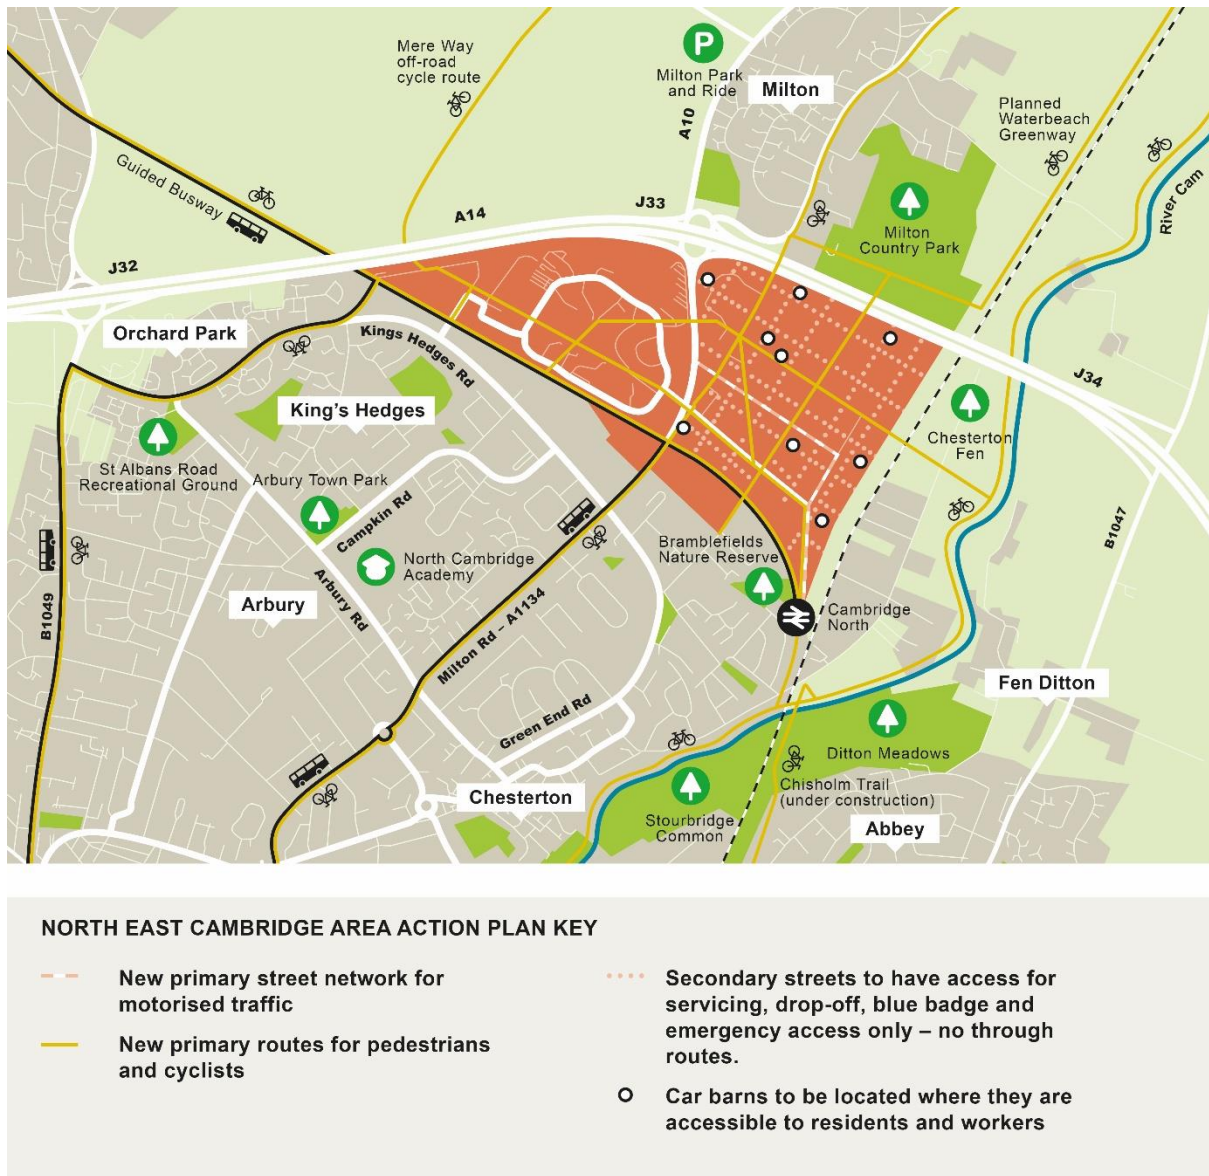 Mere Way
off-road
cycle route
P
Milton Park
and Ride
Milton
A10
Planned
Waterbeach
Greenway
River Cam
Guided Busway
A14
J33
Milton
Country Park
J32
Orchard Park
Kings Hedges Rd
J34
King's Hedges
Chesterton
Fen
St Albans Road
Recreational Ground
Arbury Town Park
Campkin Rd
B1047
Bramblefields
Nature Reserve
North Cambridge
Academy
B1049
Arbury
Arbury Rd
Milton Rd – A1134
Cambridge
North
Fen Ditton
Green End Rd
Ditton Meadows
Chesterton
Chisholm Trail
(under construction)
Stourbridge
Common
Abbey
NORTH EAST CAMBRIDGE AREA ACTION PLAN KEY
New primary street network for
motorised traffic
New primary routes for pedestrians
and cyclists
Secondary streets to have access for
servicing, drop-off, blue badge and
emergency access only – no through
routes.
Car barns to be located where they are
accessible to residents and workers